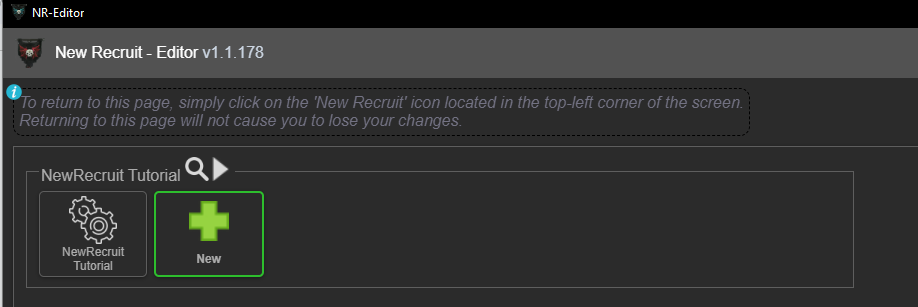 NR-Editor
New Recruit - Editor v1.1.178
i
To return to this page, simply click on the 'New Recruit' icon located in the top-left corner of the screen.
Returning to this page will not cause you to lose your changes.
NewRecruit Tutorial
NewRecruit
Tutorial
New